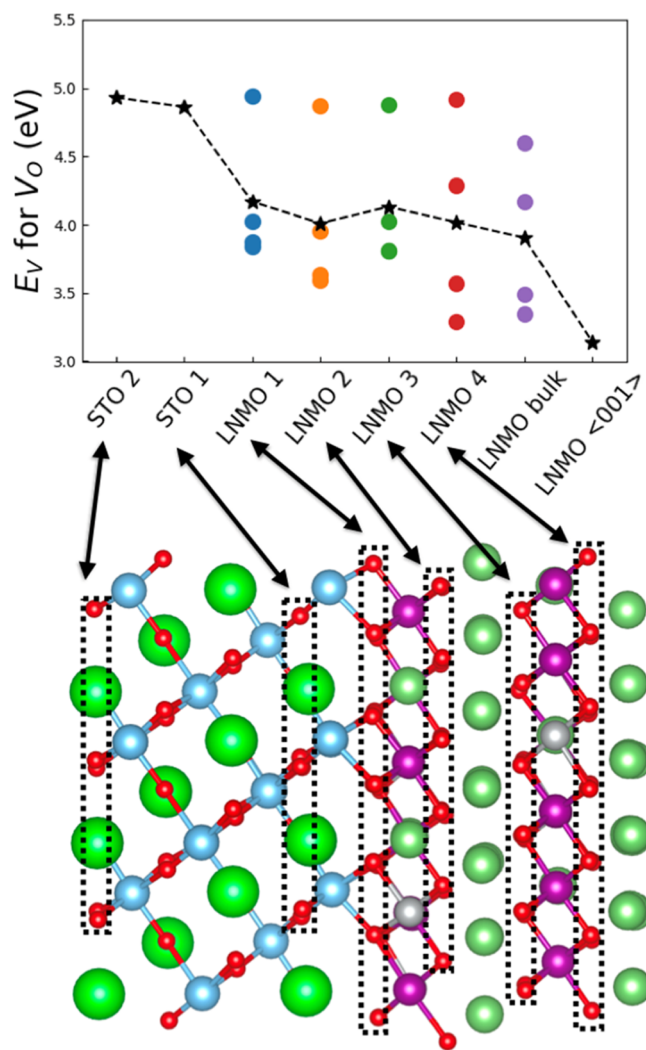 5.5
5.0
4.5
4.0
3.5
3.0
E_V for V_O (eV)
STO 2
STO 1
LNMO 1
LNMO 2
LNMO 3
LNMO 4
LNMO bulk
LNMO <001>